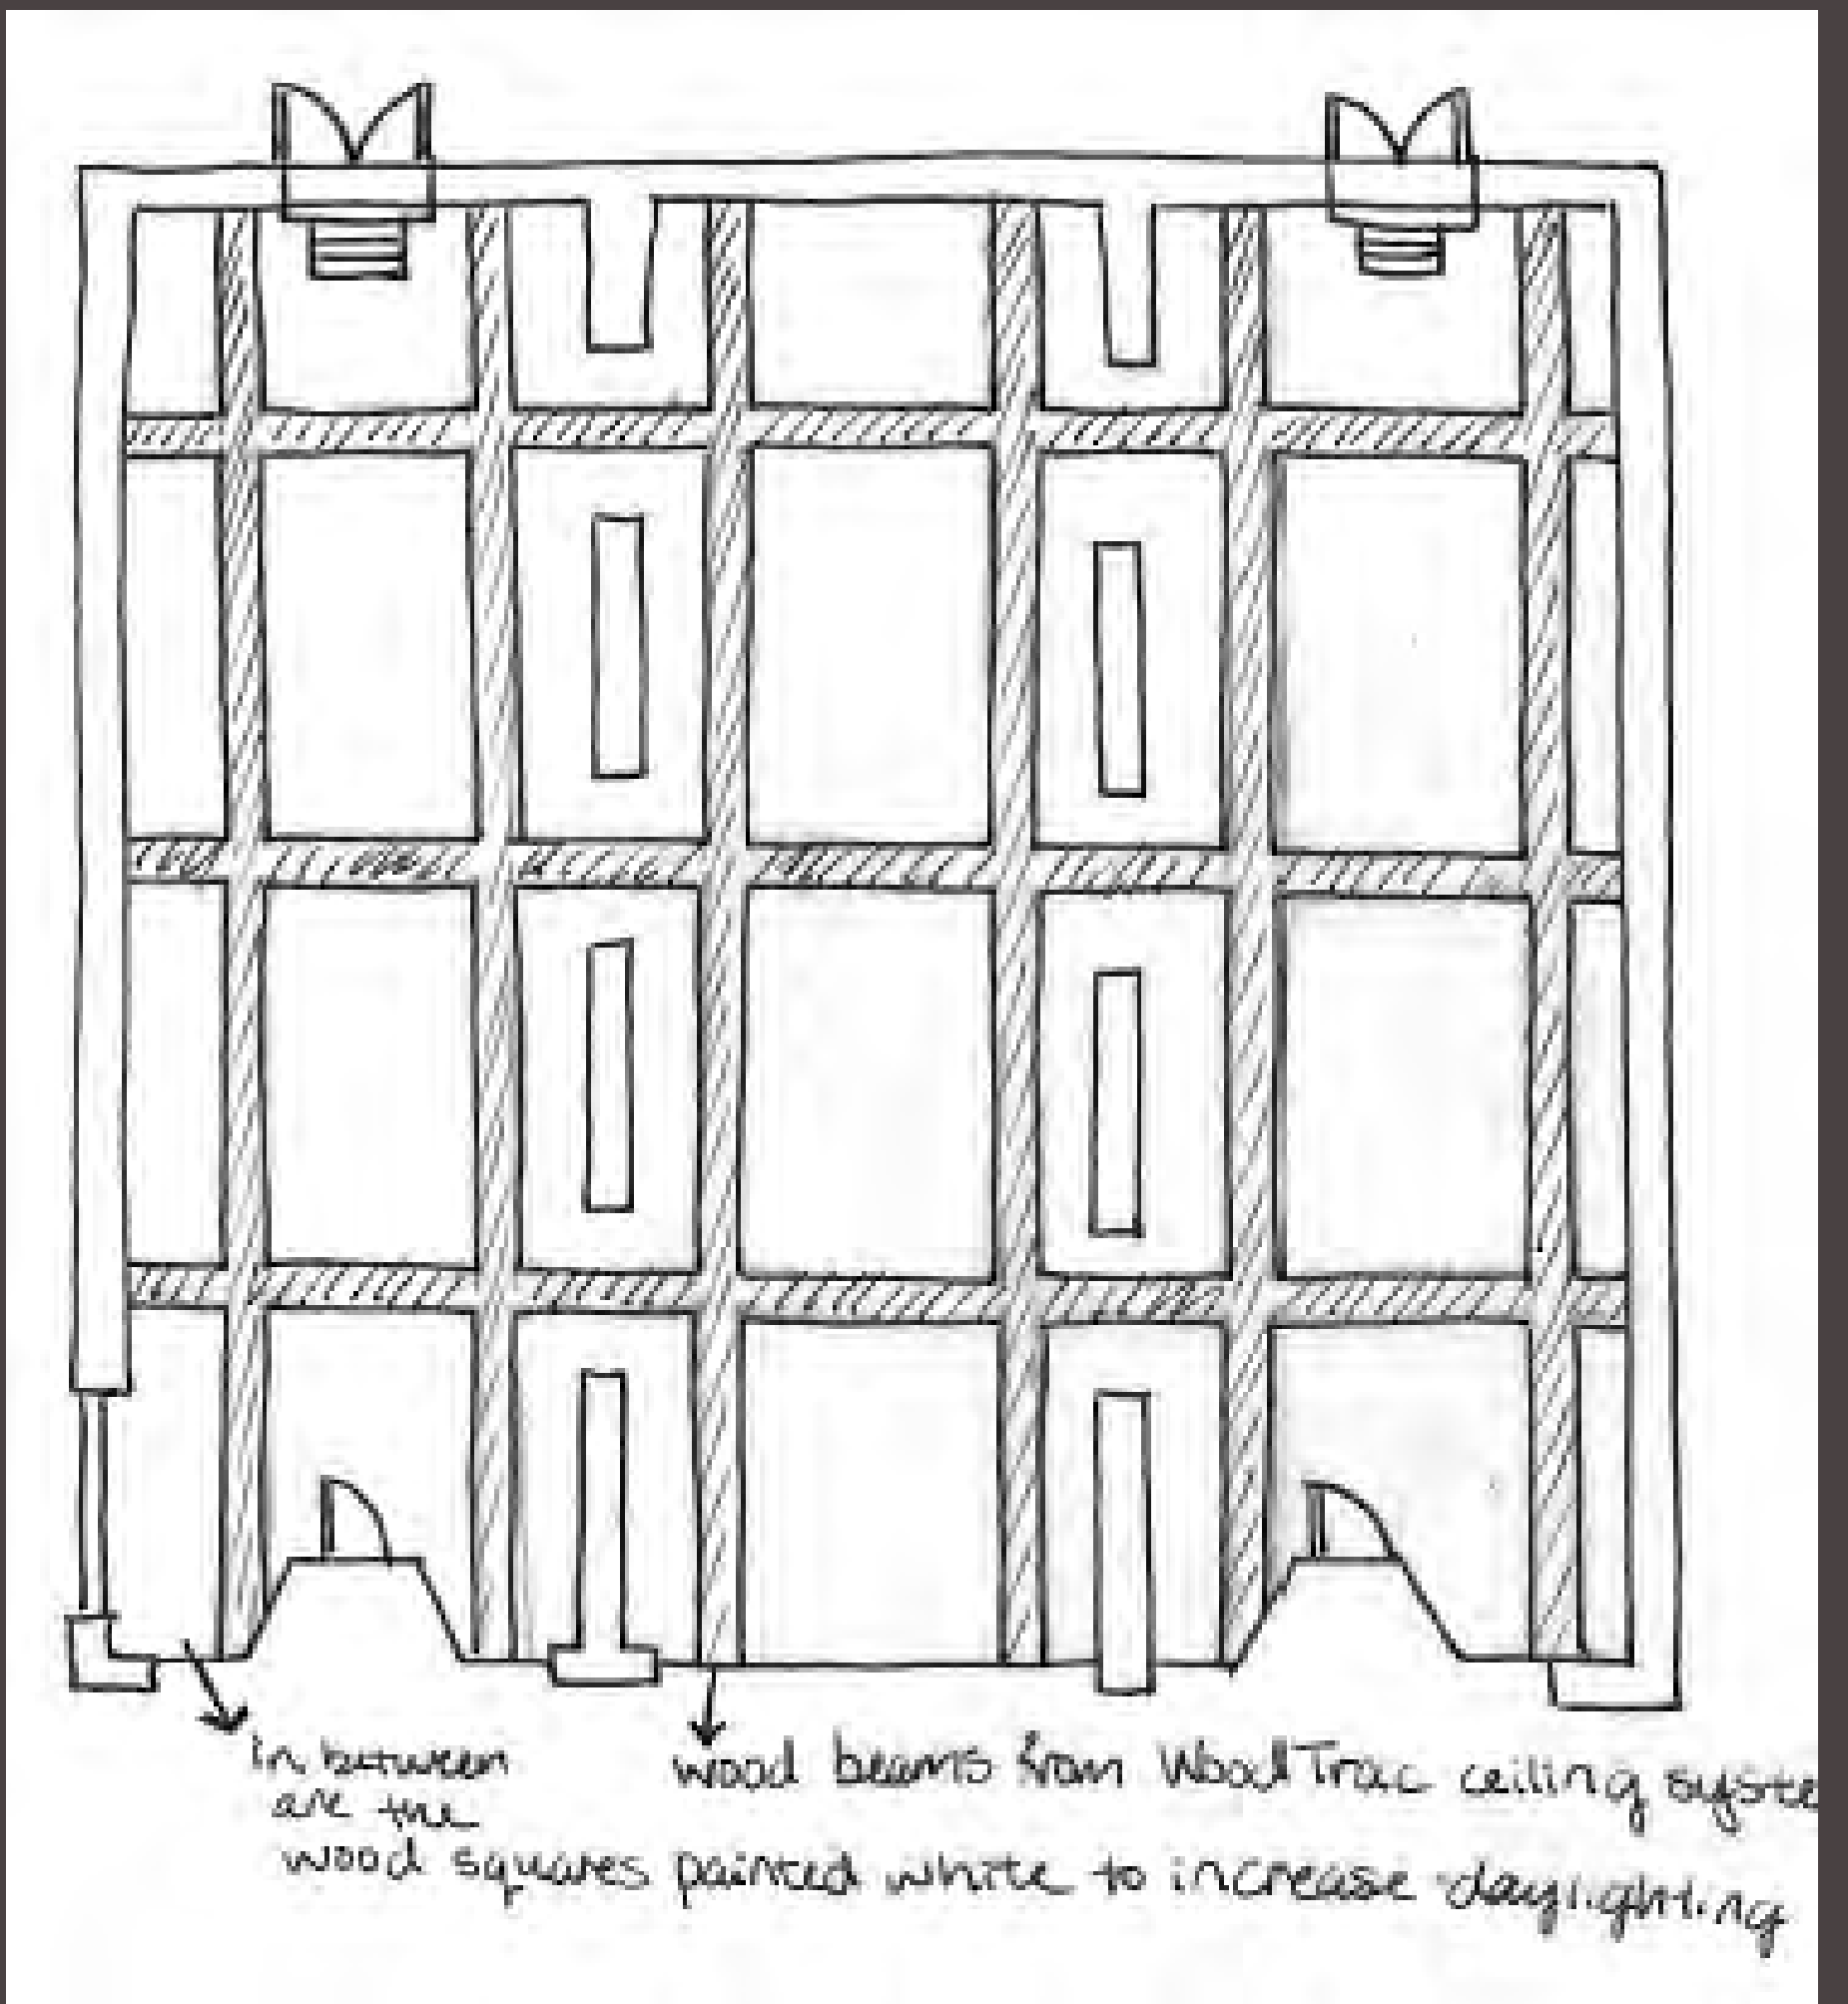 in between
are the
wood squares painted white to increase daylighting
wood beams from WoodTrac ceiling syste